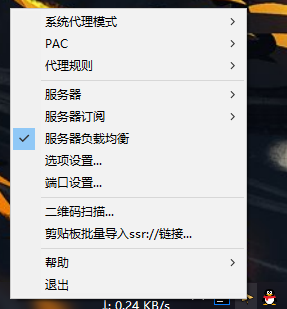 系统代理模式
PAC
代理规则
服务器
服务器订阅
服务器负载均衡
选项设置...
端口设置...
二维码扫描...
剪贴板批量导入ssr://链接...
帮助
退出
0.24 KB/s